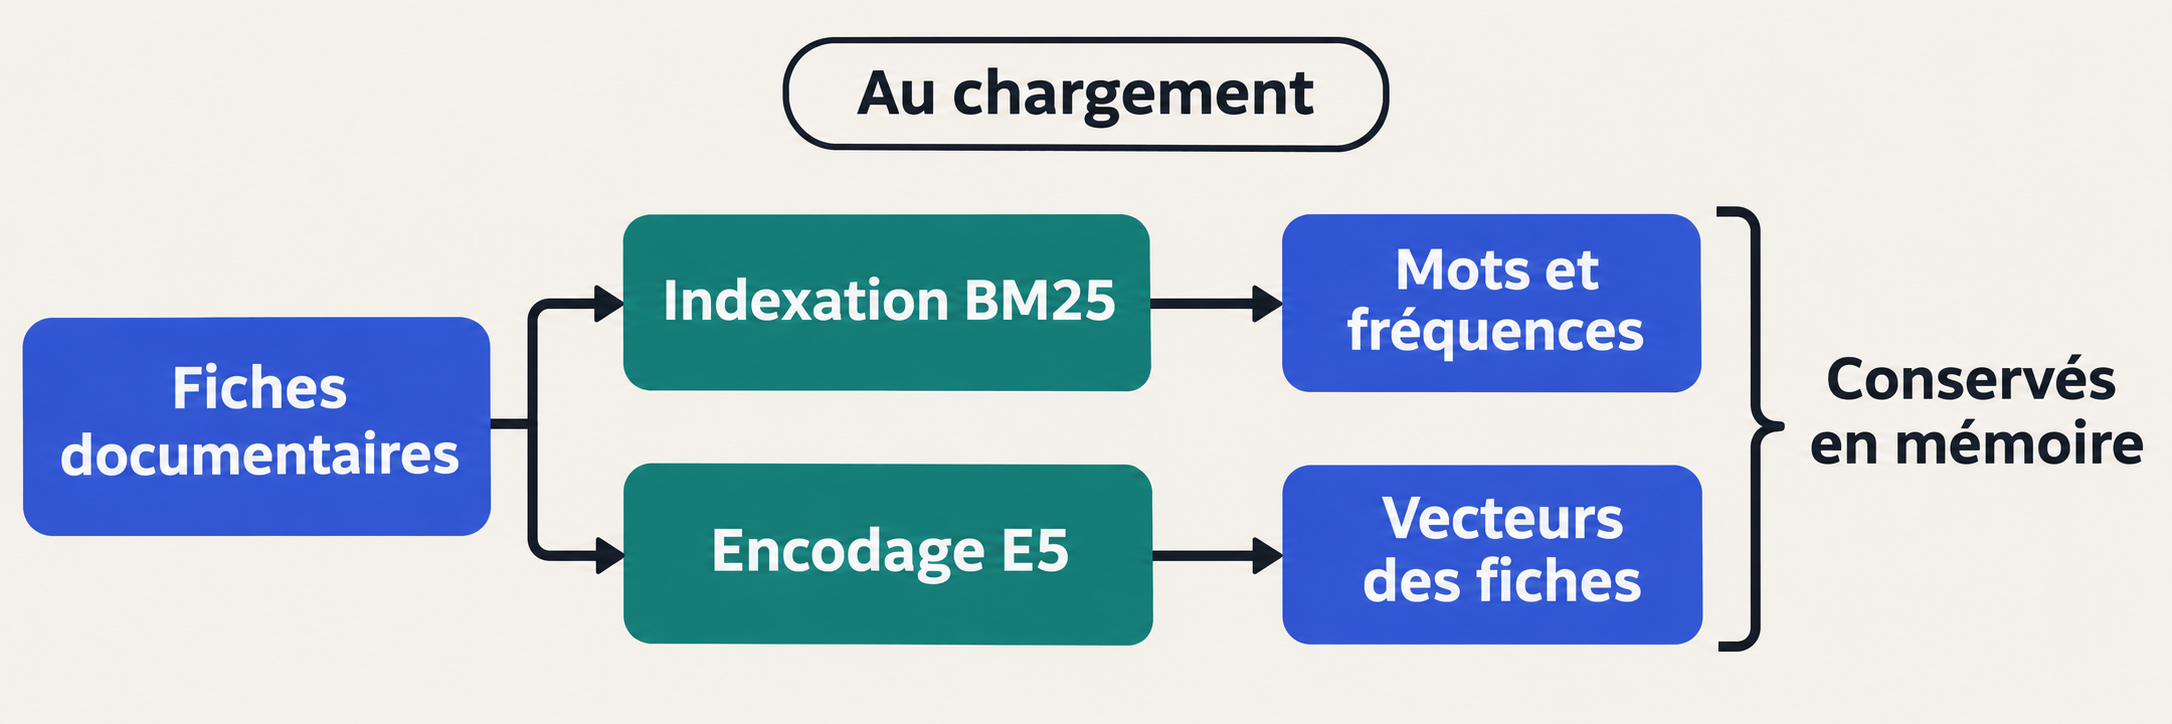 Au chargement
Fiches
documentaires
Indexation BM25
Mots et
fréquences
Encodage E5
Vecteurs
des fiches
Conservés
en mémoire